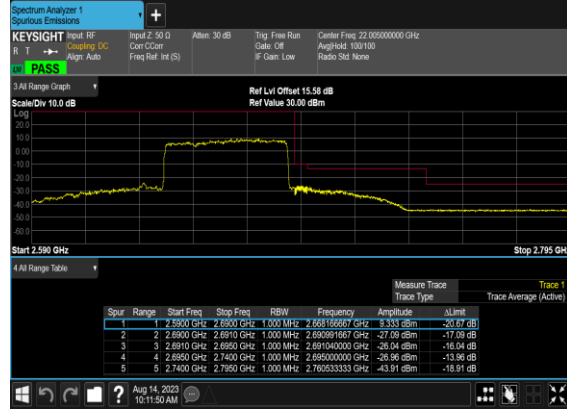 Spectrum Analyzer 1
Spurious Emissions
KEYSIGHT Input: RF Input Z: 50 Ω Atten: 30 dB Trig: Free Run Center Freq: 22.005000000 GHz
R T Coupling: DC Corr CCorr Gate: Off Avg|Hold: 100/100
Align: Auto Freq Ref: Int (S) IF Gain: Low Radio Std: None
PASS
3 All Range Graph
Ref Lvl Offset 15.58 dB
Scale/Div 10.0 dB Ref Value 30.00 dBm
Log
20.0
10.0
0.00
-10.0
-20.0
-30.0
-40.0
-50.0
-60.0
Start 2.590 GHz Stop 2.795 GHz
4 All Range Table
Measure Trace Trace 1
Trace Type Trace Average (Active)
Spur Range Start Freq Stop Freq RBW Frequency Amplitude ΔLimit
1 1 2.5900 GHz 2.6900 GHz 1.000 MHz 2.668166667 GHz 9.333 dBm -20.67 dB
2 2 2.6900 GHz 2.6910 GHz 1.000 MHz 2.690991667 GHz -27.09 dBm -17.09 dB
3 3 2.6910 GHz 2.6950 GHz 1.000 MHz 2.691040000 GHz -26.04 dBm -16.04 dB
4 4 2.6950 GHz 2.7400 GHz 1.000 MHz 2.695000000 GHz -26.96 dBm -13.96 dB
5 5 2.7400 GHz 2.7950 GHz 1.000 MHz 2.760533333 GHz -43.91 dBm -18.91 dB
Aug 14, 2023
10:11:50 AM